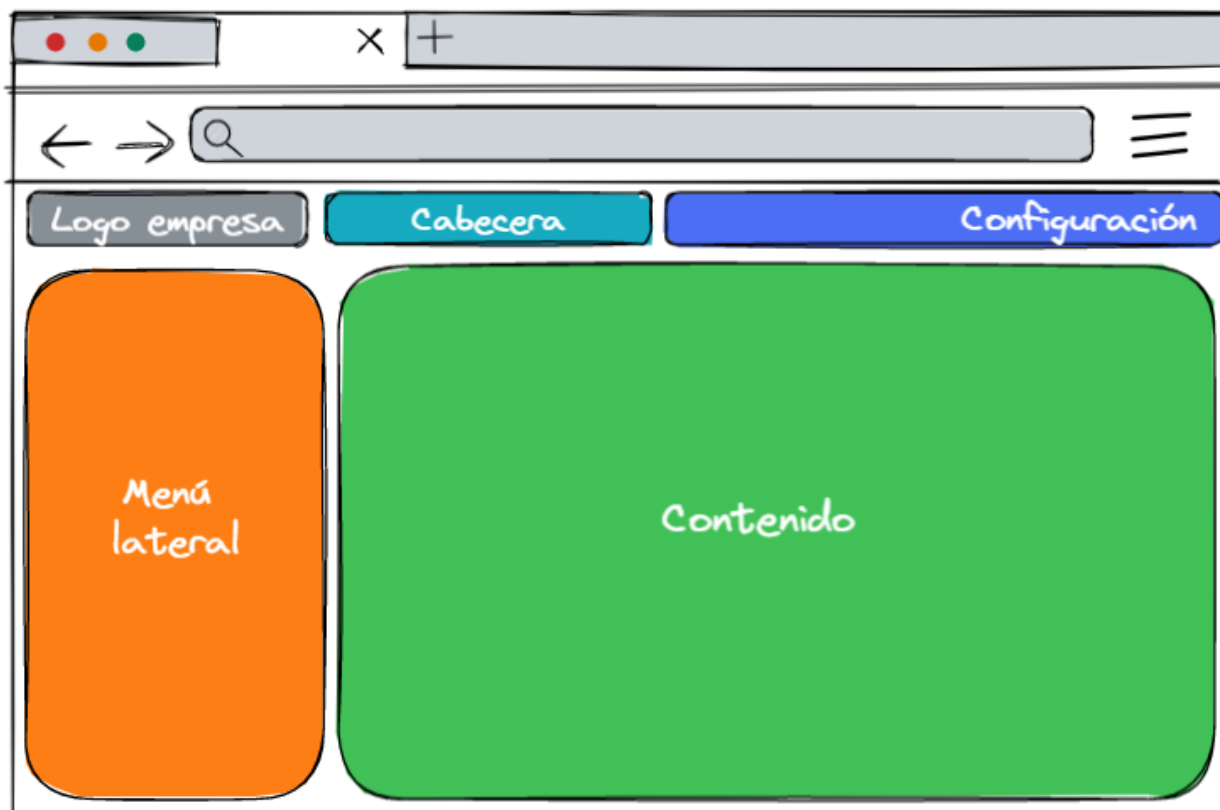 Logo empresa
Cabecera
Configuración
Menú
lateral
Contenido